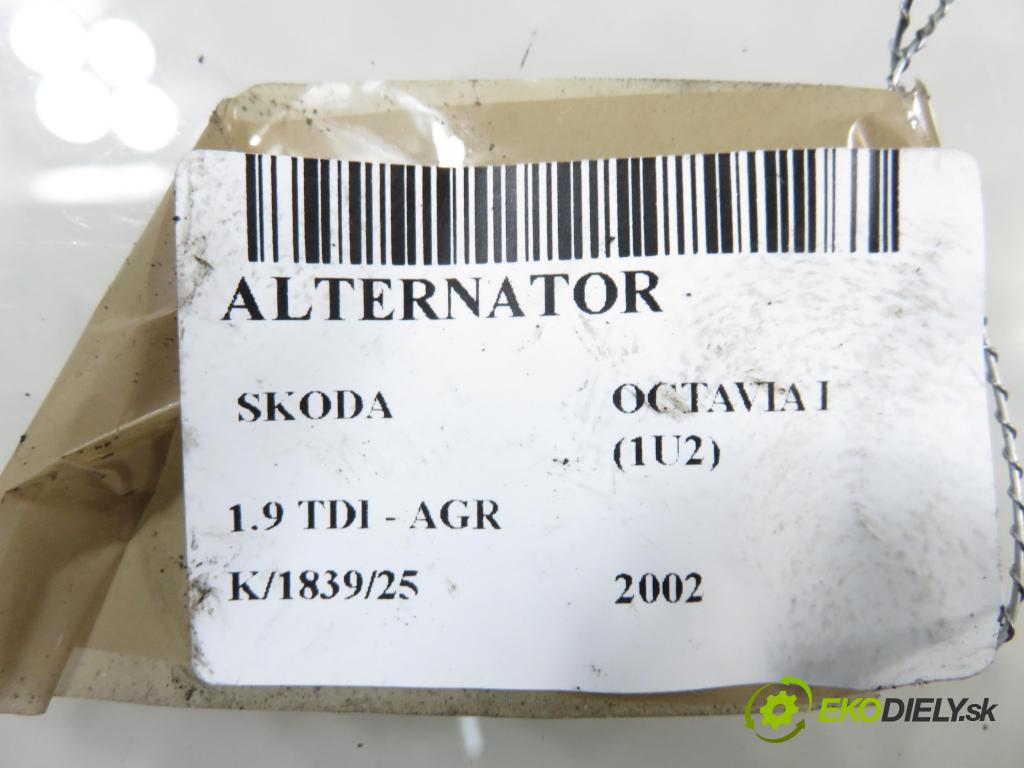 ALTERNATOR
SKODA OCTAVIA I
(1U2)
1.9 TDI - AGR
K/1839/25 2002
EKODIELY.sk